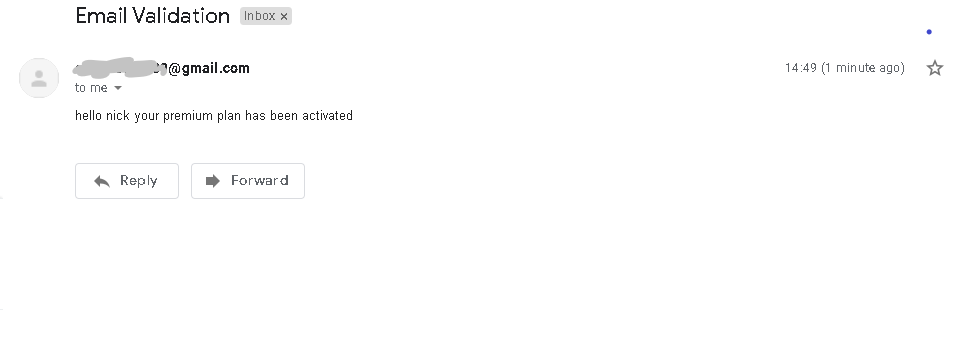 Email Validation Inbox ×
@gmail.com 14:49 (1 minute ago)
to me
hello nick your premium plan has been activated
Reply Forward